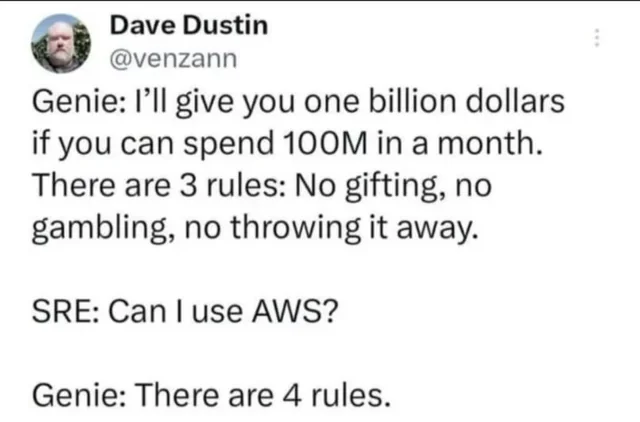 Dave Dustin
@venzann
Genie: I’ll give you one billion dollars
if you can spend 100M in a month.
There are 3 rules: No gifting, no
gambling, no throwing it away.
SRE: Can I use AWS?
Genie: There are 4 rules.